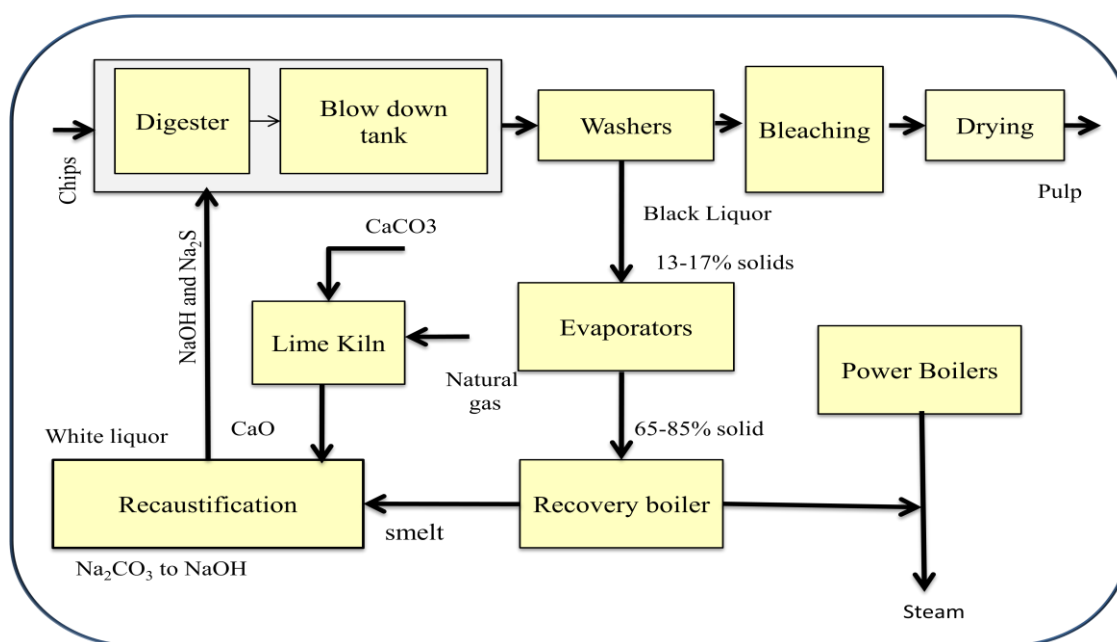 Digester
Blow down
tank
Washers
Bleaching
Drying
Chips
Pulp
NaOH and Na₂S
CaCO3
Black Liquor
13-17% solids
Lime Kiln
Evaporators
Natural
gas
Power Boilers
CaO
65-85% solid
White liquor
Recaustification
smelt
Recovery boiler
Na₂CO₃ to NaOH
Steam